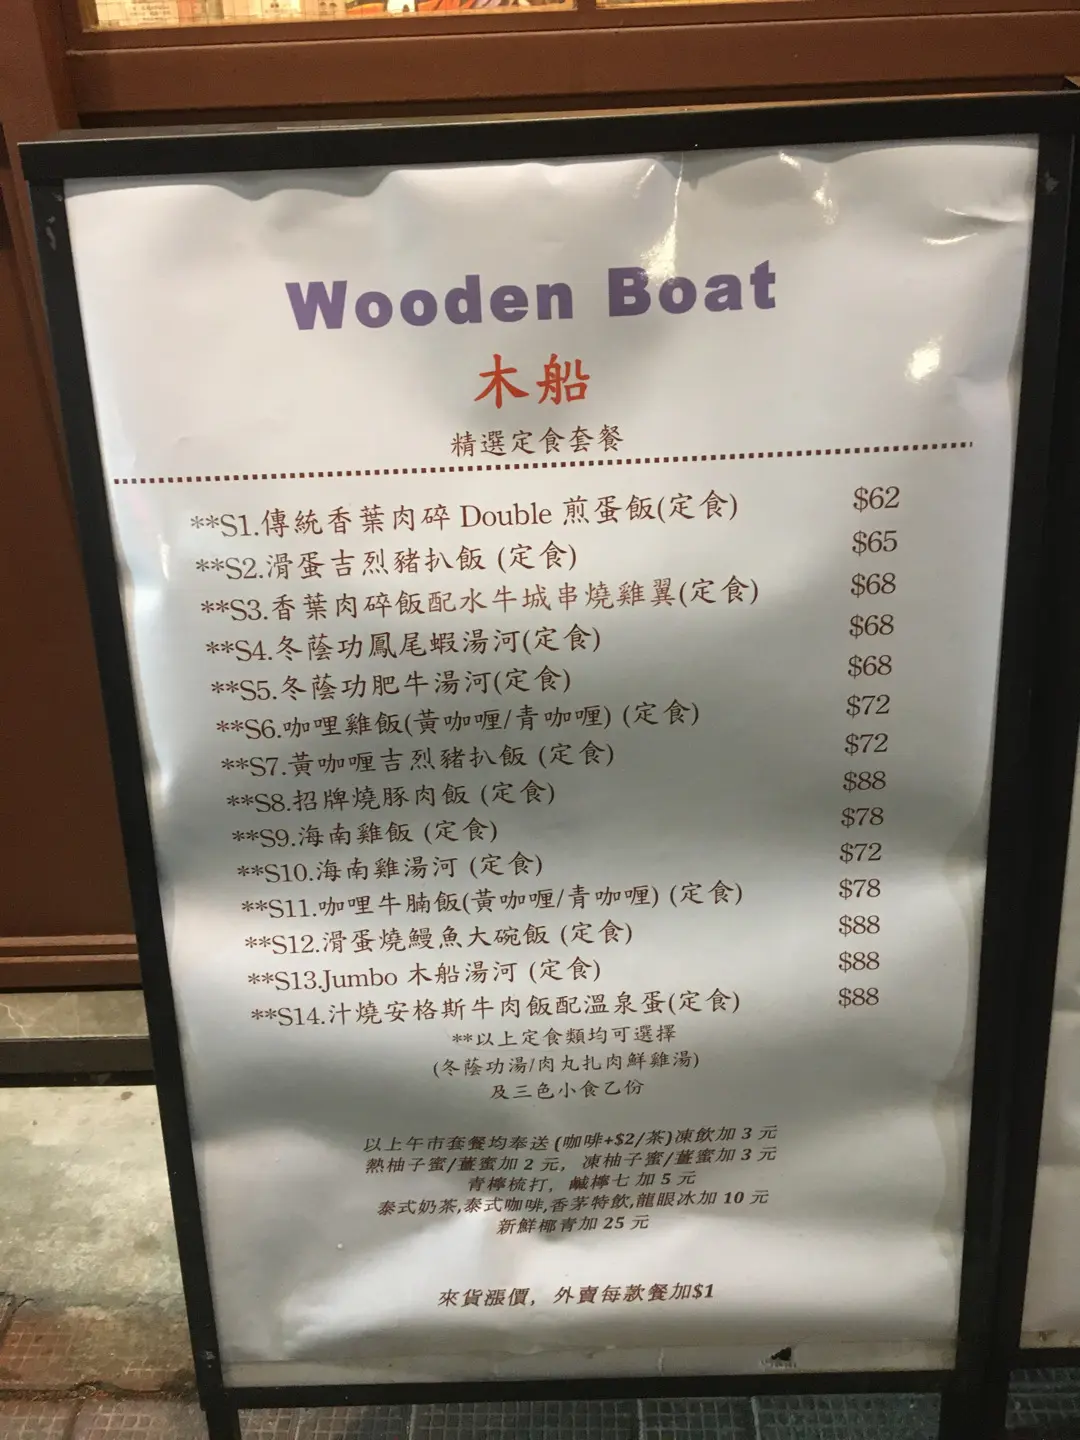 Wooden Boat
木船
精選定食套餐
**S1.傳統香葉肉碎 Double 煎蛋飯(定食) $62
**S2.滑蛋吉烈豬扒飯 (定食) $65
**S3.香葉肉碎飯配水牛城串燒雞翼(定食) $68
**S4.冬蔭功鳳尾蝦湯河(定食) $68
**S5.冬蔭功肥牛湯河(定食) $68
**S6.咖哩雞飯(黃咖喱/青咖喱) (定食) $72
**S7.黃咖喱吉烈豬扒飯 (定食) $72
**S8.招牌燒豚肉飯 (定食) $88
**S9.海南雞飯 (定食) $78
**S10.海南雞湯河 (定食) $72
**S11.咖哩牛腩飯(黃咖喱/青咖喱) (定食) $78
**S12.滑蛋燒鰻魚大碗飯 (定食) $88
**S13.Jumbo 木船湯河 (定食) $88
**S14.汁燒安格斯牛肉飯配溫泉蛋(定食) $88
**以上定食類均可選擇
(冬蔭功湯/肉丸扎肉鮮雞湯)
及三色小食乙份
以上午市套餐均奉送 (咖啡+$2/茶)凍飲加 3 元
熱柚子蜜/薑蜜加 2 元，凍柚子蜜/薑蜜加 3 元
青檸梳打，鹹檸七 加 5 元
泰式奶茶,泰式咖啡,香茅特飲,龍眼冰加 10 元
新鮮椰青加 25 元
來貨漲價，外賣每款餐加$1